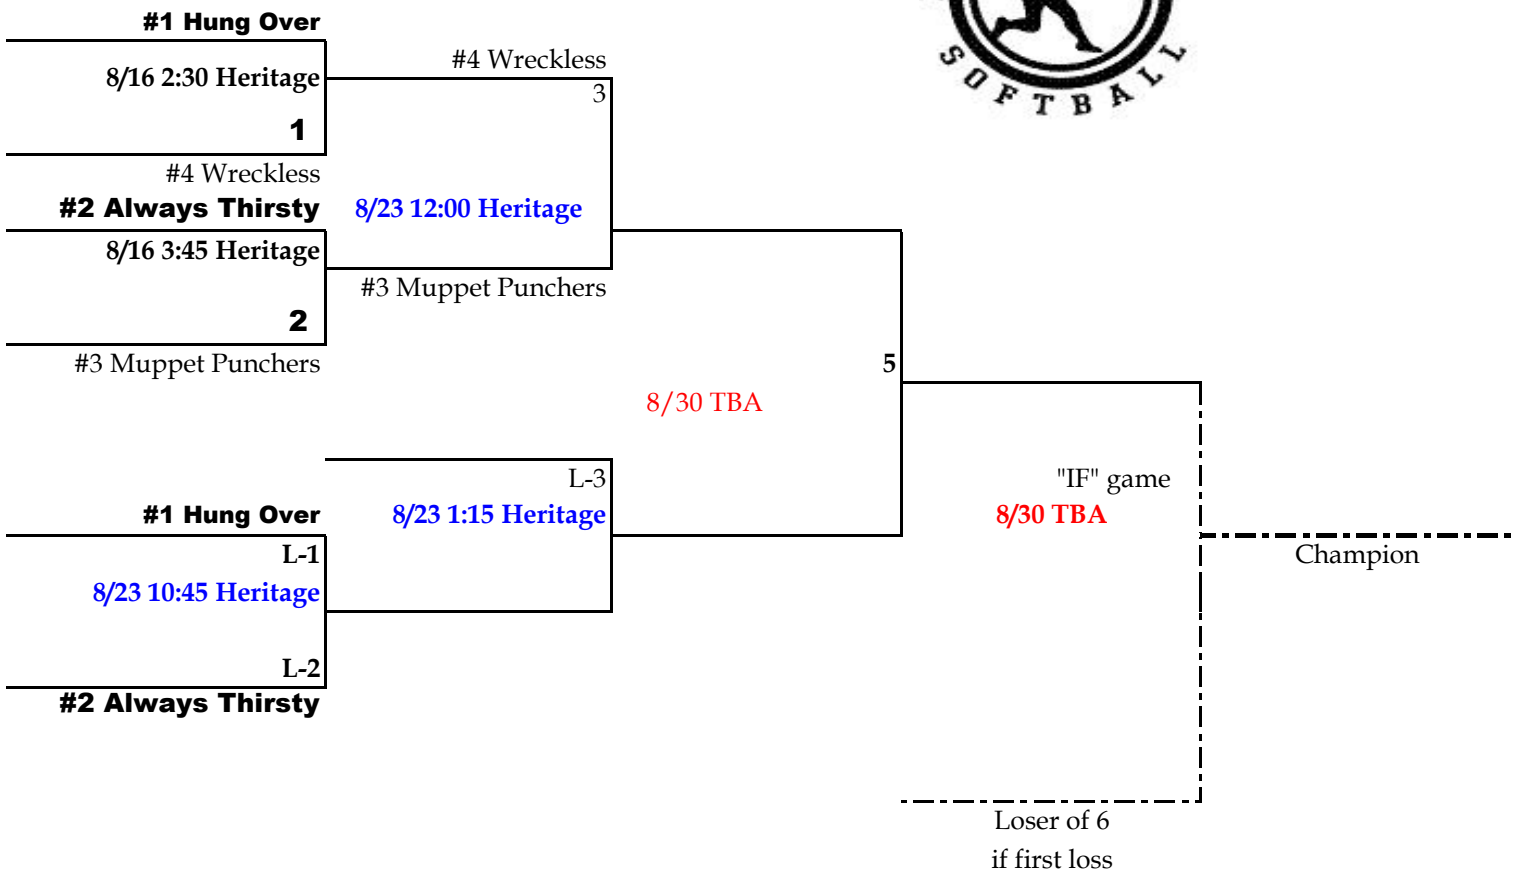 #1 Hung Over
8/16 2:30 Heritage
1
#4 Wreckless
#4 Wreckless
3
SOFTBALL
#2 Always Thirsty
8/23 12:00 Heritage
8/16 3:45 Heritage
2
#3 Muppet Punchers
#3 Muppet Punchers
5
8/30 TBA
L-3
8/23 1:15 Heritage
"IF" game
8/30 TBA
#1 Hung Over
L-1
8/23 10:45 Heritage
L-2
#2 Always Thirsty
Champion
Loser of 6
if first loss